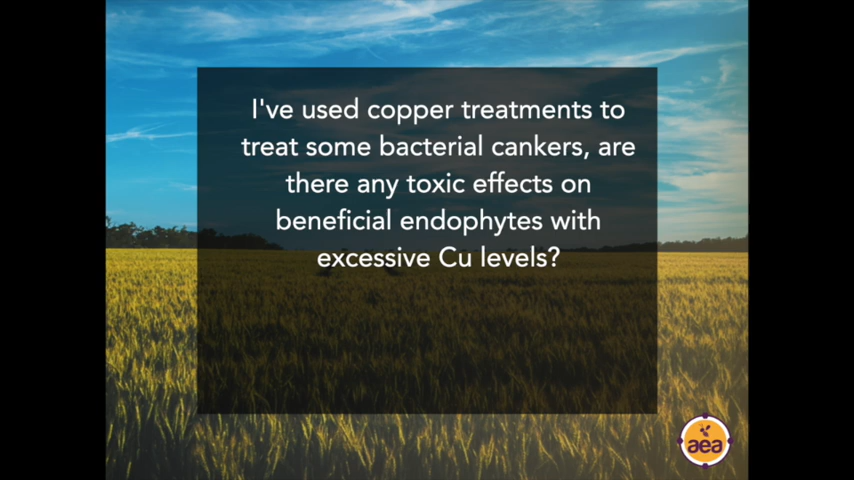 I've used copper treatments to
treat some bacterial cankers, are
there any toxic effects on
beneficial endophytes with
excessive Cu levels?
aea